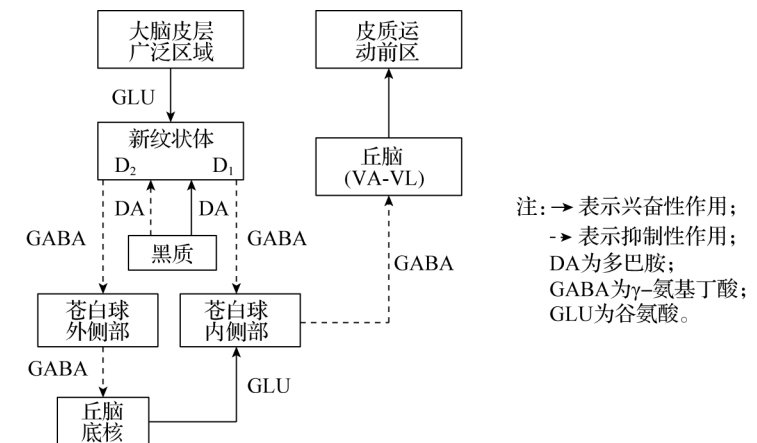 大脑皮层
广泛区域
皮质运
动前区
GLU
新纹状体
D₂ D₁
丘脑
(VA-VL)
DA DA
GABA GABA
黑质
GABA
苍白球
外侧部
苍白球
内侧部
GABA
GLU
丘脑
底核
注：→ 表示兴奋性作用；
-➤ 表示抑制性作用；
DA为多巴胺；
GABA为γ-氨基丁酸；
GLU为谷氨酸。